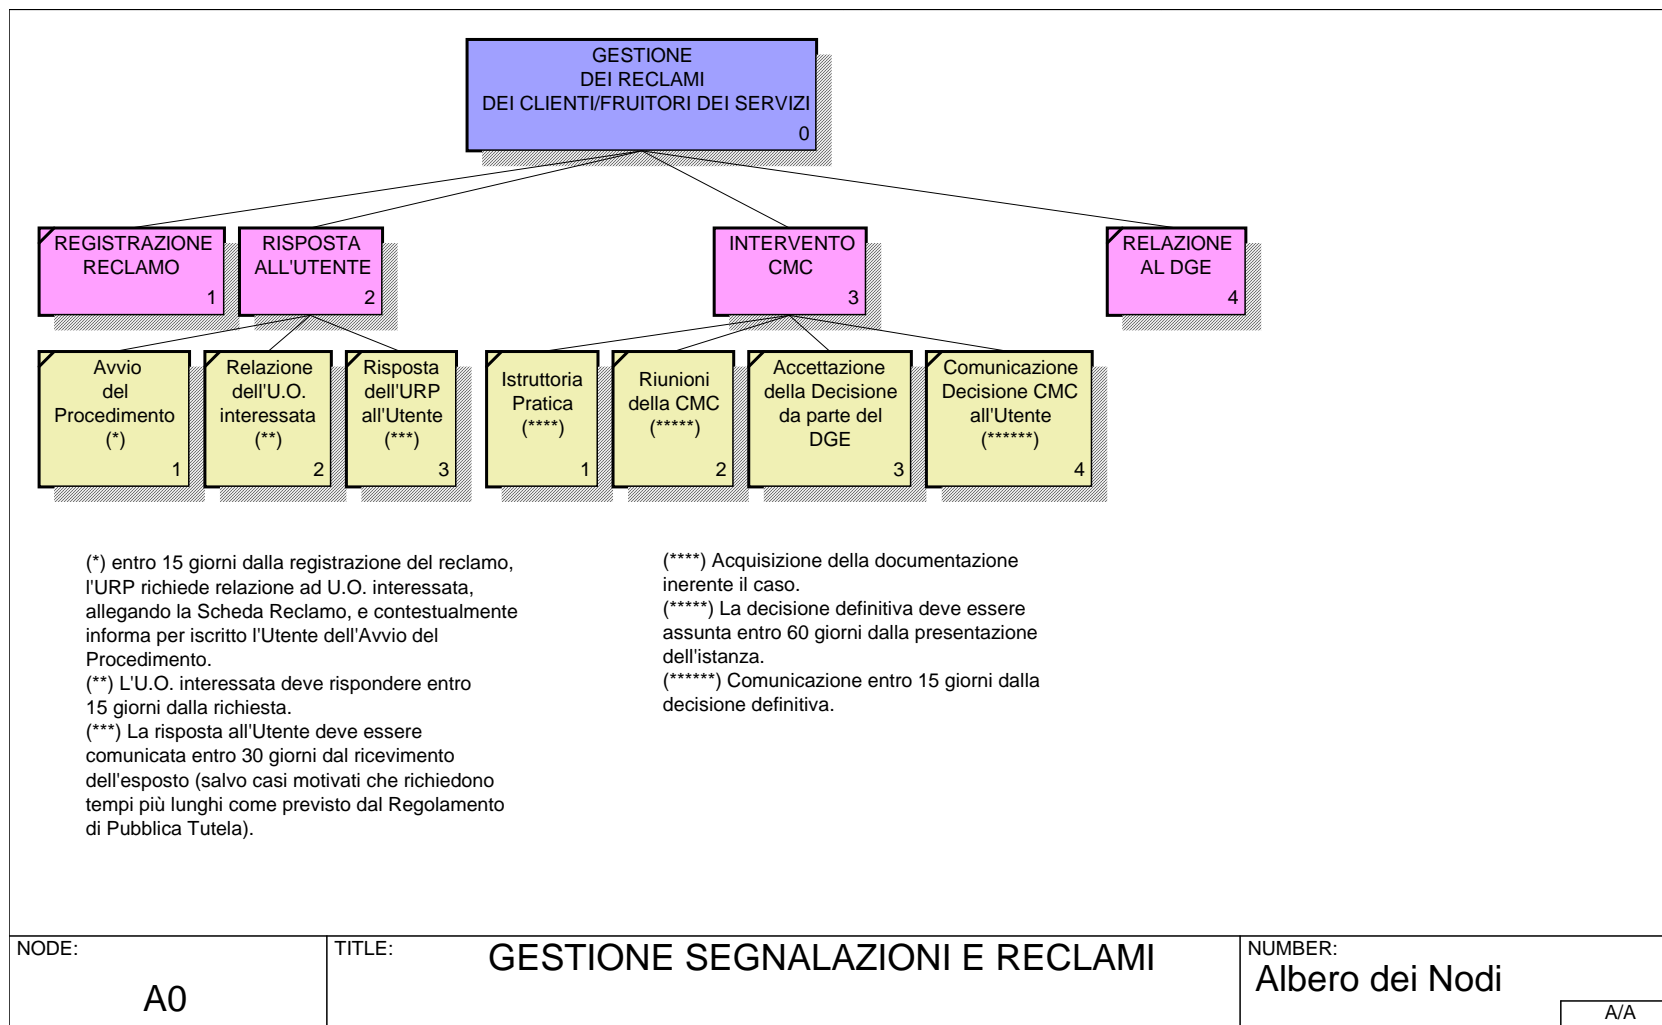 GESTIONE
DEI RECLAMI
DEI CLIENTI/FRUITORI DEI SERVIZI
0
REGISTRAZIONE
RECLAMO
1
RISPOSTA
ALL'UTENTE
2
INTERVENTO
CMC
3
RELAZIONE
AL DGE
4
Avvio
del
Procedimento
(*)
1
Relazione
dell'U.O.
interessata
(**)
2
Risposta
dell'URP
all'Utente
(***)
3
Istruttoria
Pratica
(****)
1
Riunioni
della CMC
(*****)
2
Accettazione
della Decisione
da parte del
DGE
3
Comunicazione
Decisione CMC
all'Utente
(******)
4
(*) entro 15 giorni dalla registrazione del reclamo,
l'URP richiede relazione ad U.O. interessata,
allegando la Scheda Reclamo, e contestualmente
informa per iscritto l'Utente dell'Avvio del
Procedimento.
(**) L'U.O. interessata deve rispondere entro
15 giorni dalla richiesta.
(***) La risposta all'Utente deve essere
comunicata entro 30 giorni dal ricevimento
dell'esposto (salvo casi motivati che richiedono
tempi più lunghi come previsto dal Regolamento
di Pubblica Tutela).
(****) Acquisizione della documentazione
inerente il caso.
(*****) La decisione definitiva deve essere
assunta entro 60 giorni dalla presentazione
dell'istanza.
(******) Comunicazione entro 15 giorni dalla
decisione definitiva.
NODE:
A0
TITLE:
GESTIONE SEGNALAZIONI E RECLAMI
NUMBER:
Albero dei Nodi
A/A